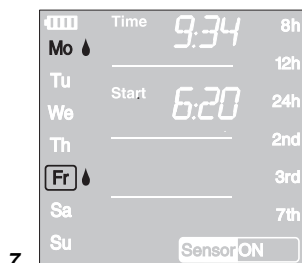 Time 9:34 8h
Mo
12h
Tu
Start 6:20 24h
We
Th 2nd
Fr 3rd
Sa 7th
Su Sensor ON
7